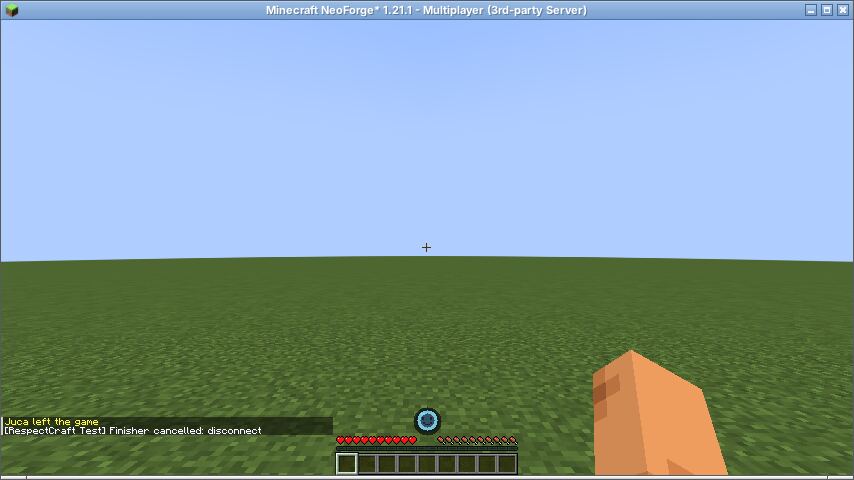 Minecraft NeoForge* 1.21.1 - Multiplayer (3rd-party Server)
Juca left the game
[RespectCraft Test] Finisher cancelled: disconnect